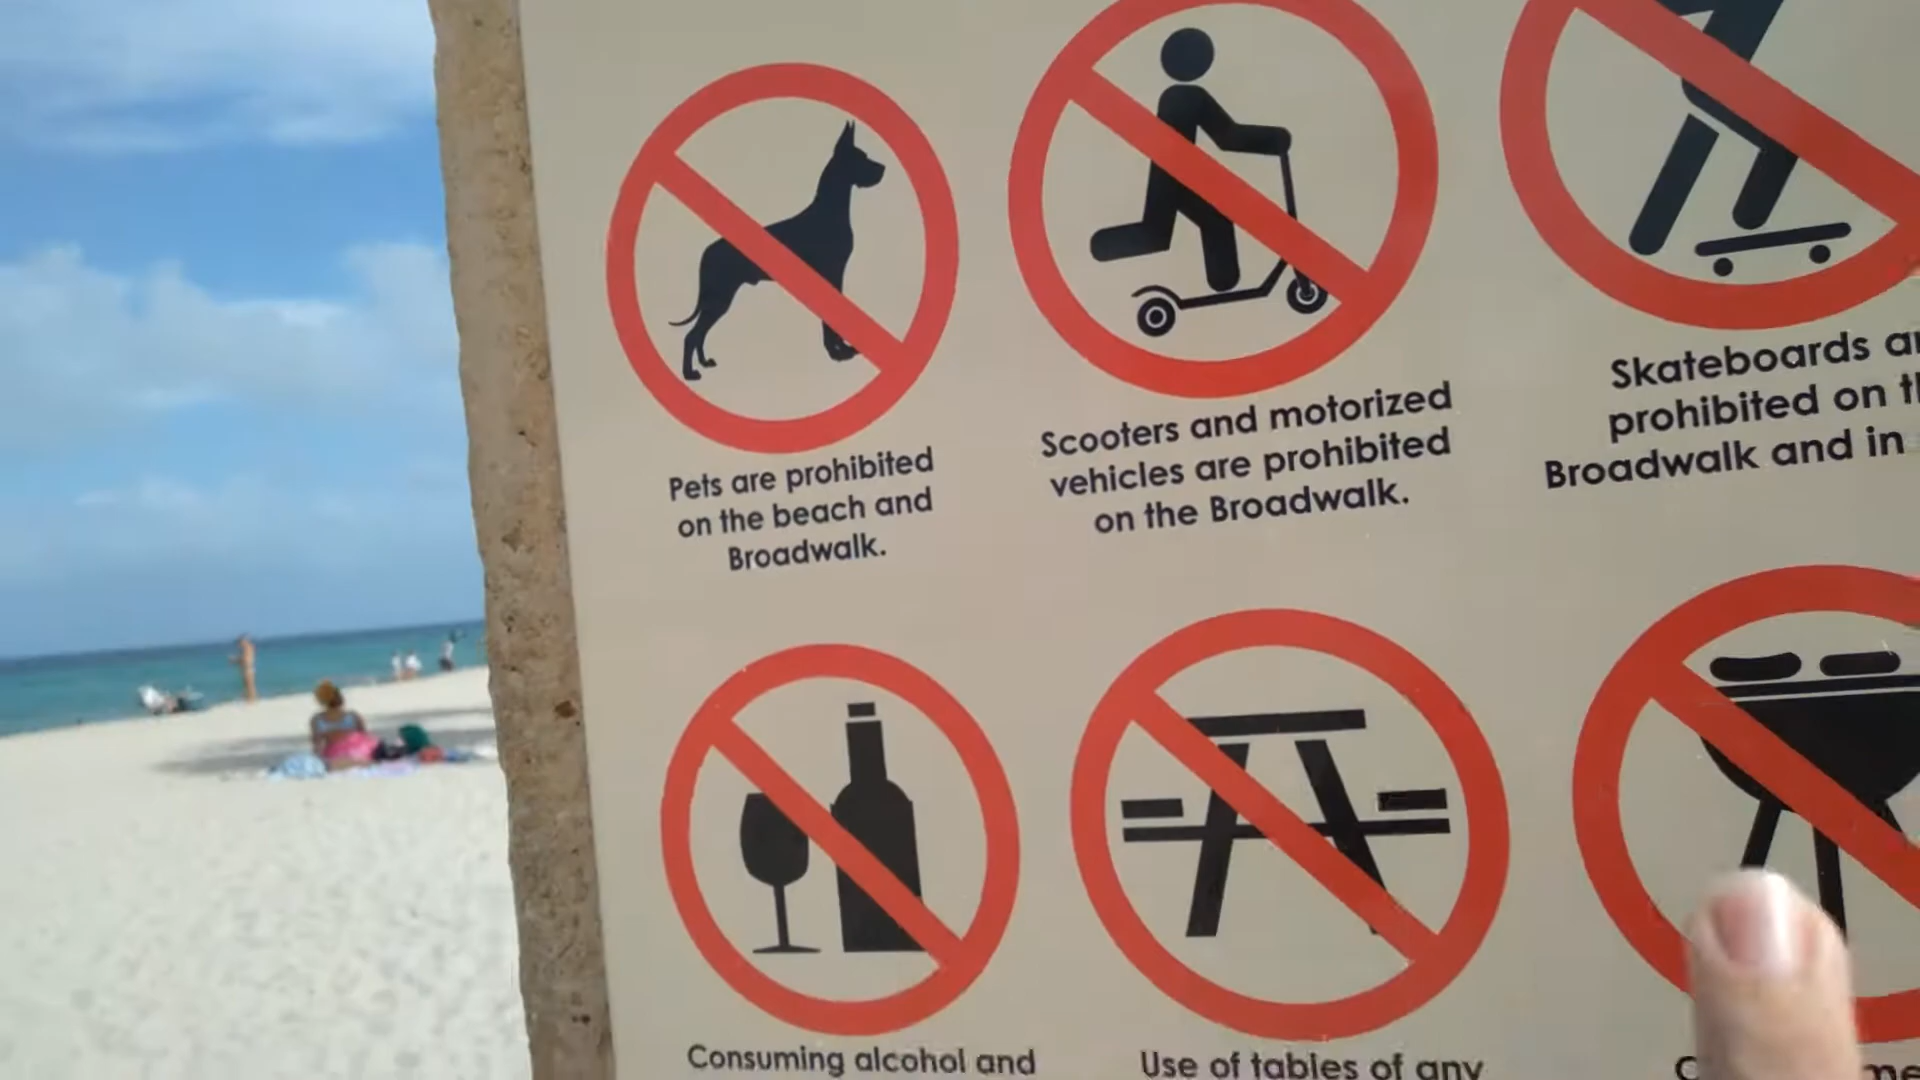 Pets are prohibited
on the beach and
Broadwalk.
Scooters and motorized
vehicles are prohibited
on the Broadwalk.
Skateboards
prohibited on
Broadwalk and in
Consuming alcohol and
Use of tables of any